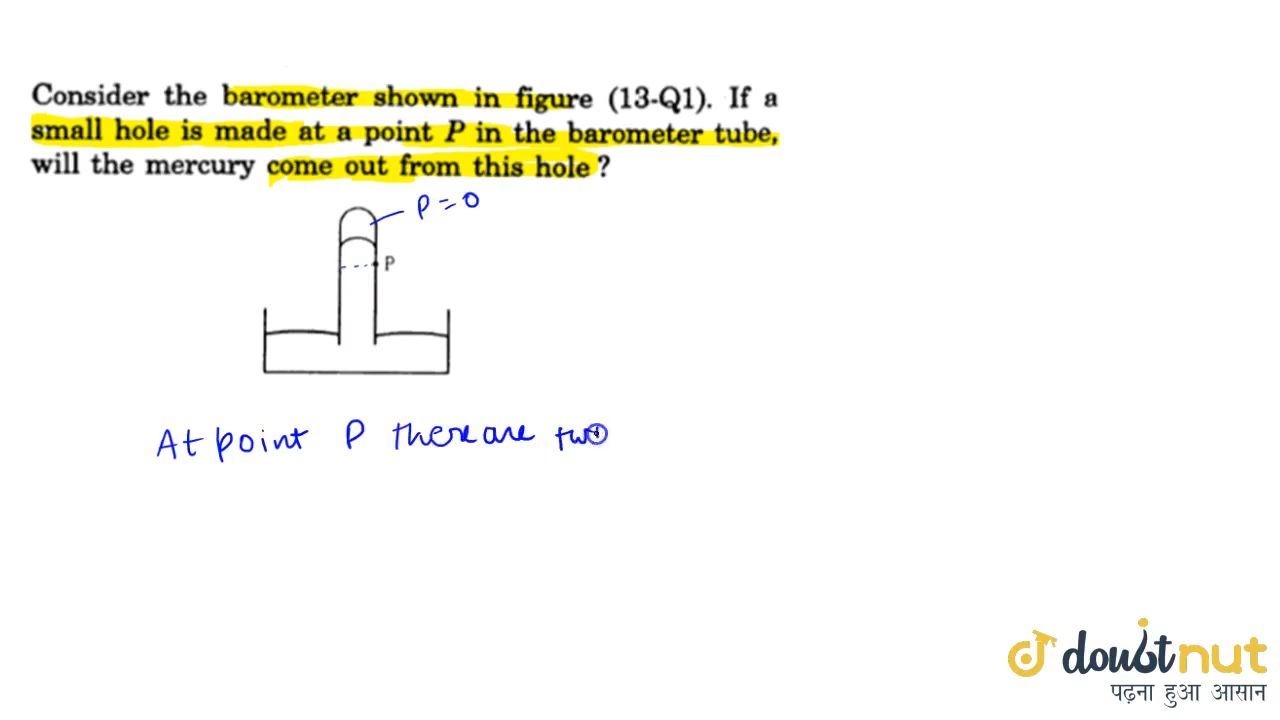 Consider the barometer shown in figure (13-Q1). If a
small hole is made at a point P in the barometer tube,
will the mercury come out from this hole ?
P = 0
P
At point P there are two
doubtnut
पढ़ना हुआ आसान